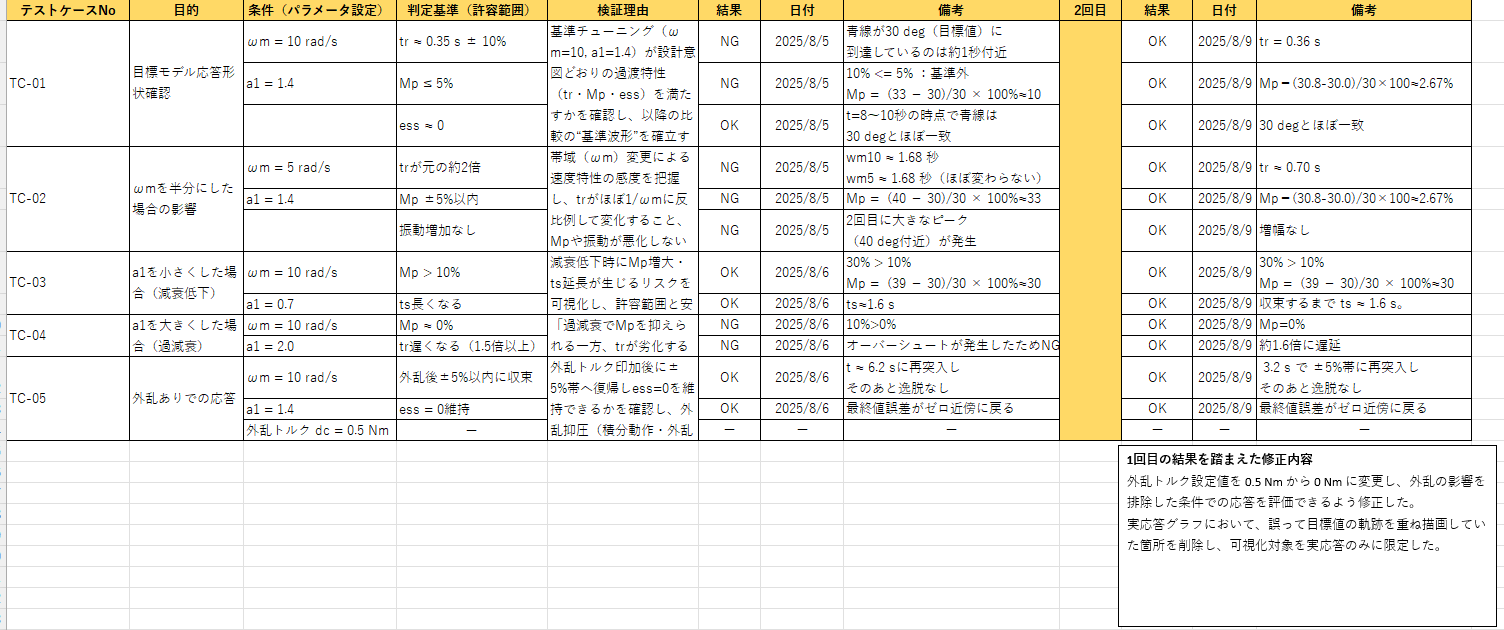 テストケースNo 目的 条件（パラメータ設定） 判定基準（許容範囲） 検証理由 結果 日付 備考 2回目 結果 日付 備考
TC-01
目標モデル応答形
状確認
ωm = 10 rad/s
a1 = 1.4
tr ≈ 0.35 s ± 10%
Mp ≤ 5%
ess ≈ 0
基準チューニング（ω
m=10, a1=1.4）が設計意
図どおりの過渡特性
（tr・Mp・ess）を満た
すかを確認し、以降の比
較の“基準波形”を確立す
NG 2025/8/5 青線が30 deg（目標値）に
到達しているのは約1秒付近
NG 2025/8/5 10% <= 5% ：基準外
Mp = (33 − 30)/30 × 100%≈10
OK 2025/8/5 t=8～10秒の時点で青線は
30 degとほぼ一致
OK 2025/8/9 tr = 0.36 s
OK 2025/8/9 Mp＝(30.8-30.0)/30×100≈2.67%
OK 2025/8/9 30 degとほぼ一致
TC-02
ωmを半分にした
場合の影響
ωm = 5 rad/s
a1 = 1.4
trが元の約2倍
Mp ±5%以内
振動増加なし
帯域（ωm）変更による
速度特性の感度を把握
し、trがほぼ1/ωmに反
比例して変化すること、
Mpや振動が悪化しない
NG 2025/8/5 wm10 ≈ 1.68 秒
wm5 ≈ 1.68 秒（ほぼ変わらない）
NG 2025/8/5 Mp = (40 − 30)/30 × 100%≈33
NG 2025/8/5 2回目に大きなピーク
（40 deg付近）が発生
OK 2025/8/9 tr ≈ 0.70 s
OK 2025/8/9 Mp＝(30.8-30.0)/30×100≈2.67%
OK 2025/8/9 増幅なし
TC-03
a1を小さくした場
合（減衰低下）
ωm = 10 rad/s
a1 = 0.7
Mp > 10%
ts長くなる
減衰低下時にMp増大・
ts延長が生じるリスクを
可視化し、許容範囲と安
OK 2025/8/6 30% > 10%
Mp = (39 − 30)/30 × 100%≈30
OK 2025/8/6 ts≈1.6 s
OK 2025/8/9 30% > 10%
Mp = (39 − 30)/30 × 100%≈30
OK 2025/8/9 収束するまで ts ≈ 1.6 s。
TC-04
a1を大きくした場
合（過減衰）
ωm = 10 rad/s
a1 = 2.0
Mp ≈ 0%
tr遅くなる（1.5倍以上）
「過減衰でMpを抑えら
れる一方、trが劣化する
NG 2025/8/6 10%>0%
NG 2025/8/6 オーバーシュートが発生したためNG
OK 2025/8/9 Mp=0%
OK 2025/8/9 約1.6倍に遅延
TC-05
外乱ありでの応答
ωm = 10 rad/s
a1 = 1.4
外乱トルク dc = 0.5 Nm
外乱後±5%以内に収束
ess = 0維持
ー
外乱トルク印加後に±
5%帯へ復帰しess=0を維
持できるかを確認し、外
乱抑圧（積分動作・外乱
OK 2025/8/6 t ≈ 6.2 sに再突入し
そのあと逸脱なし
OK 2025/8/6 最終値誤差がゼロ近傍に戻る
ー ー ー
OK 2025/8/9 3.2 s で ±5%帯に再突入し
そのあと逸脱なし
OK 2025/8/9 最終値誤差がゼロ近傍に戻る
ー ー ー
1回目の結果を踏まえた修正内容
外乱トルク設定値を 0.5 Nm から 0 Nm に変更し、外乱の影響を
排除した条件での応答を評価できるよう修正した。
実応答グラフにおいて、誤って目標値の軌跡を重ね描画してい
た箇所を削除し、可視化対象を実応答のみに限定した。